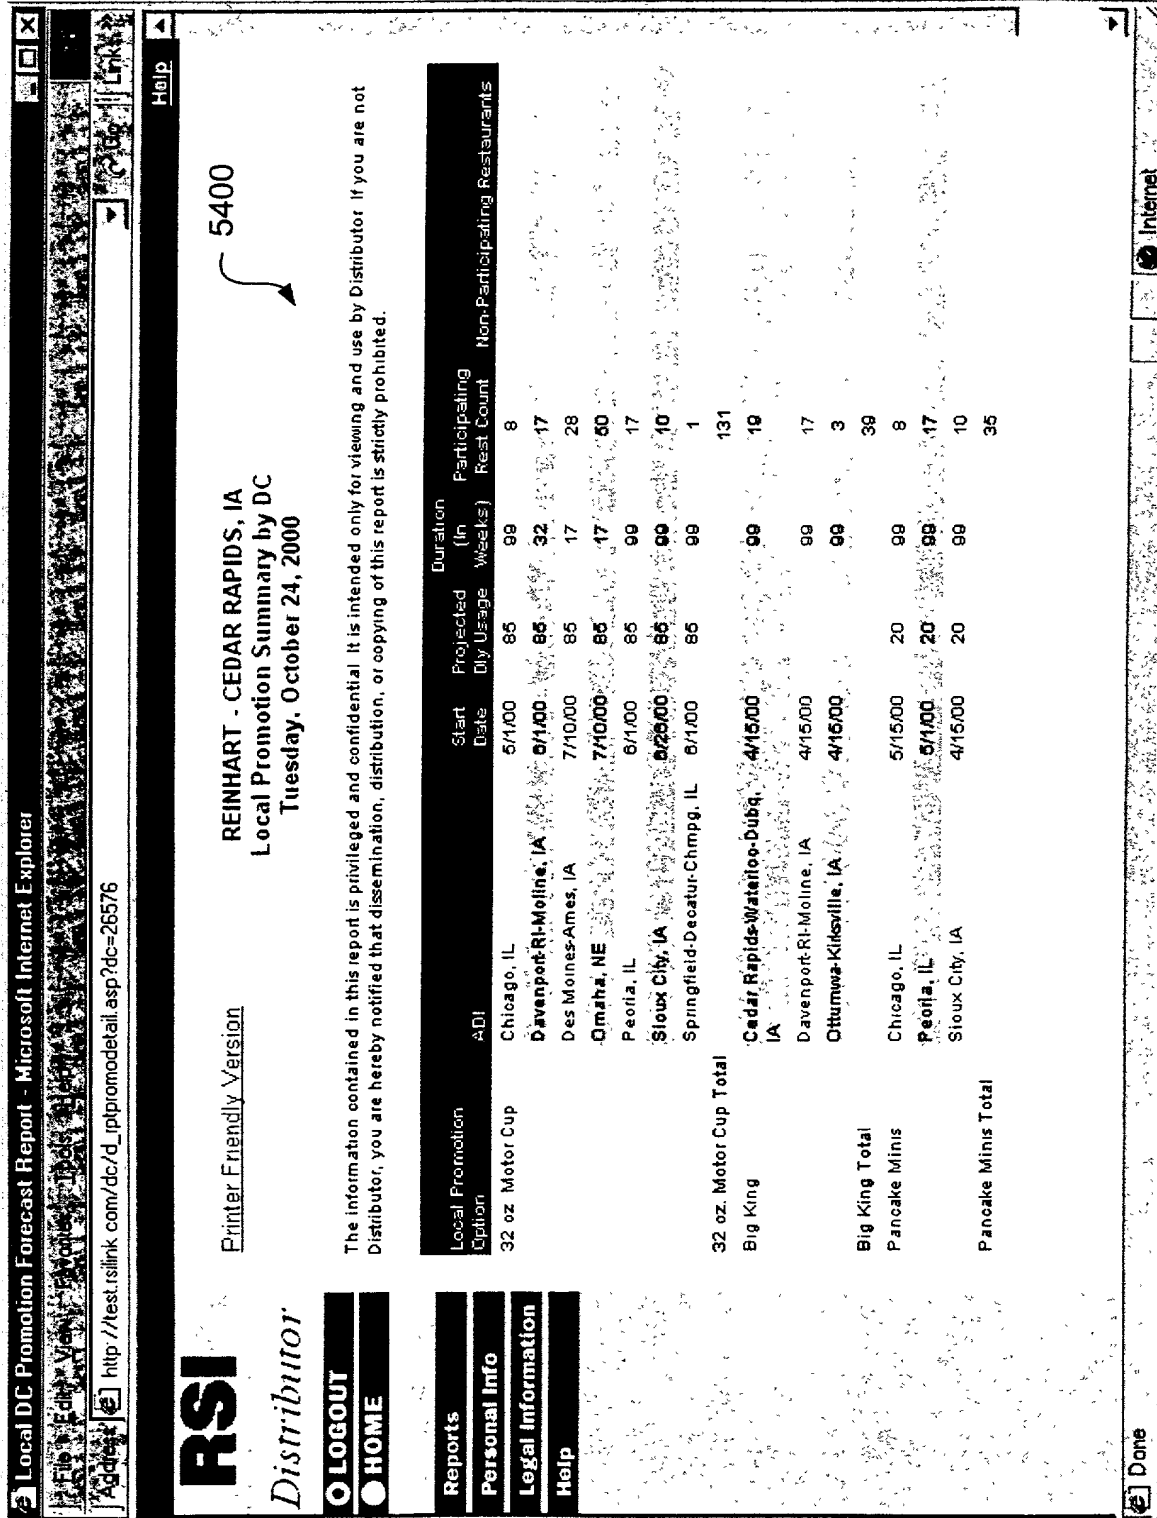 Local DC Promotion Forecast Report - Microsoft Internet Explorer
File Edit View Favorites Tools Help
Address http://test.rsilink.com/dc/d_rptpromodetail.asp?dc=26576 Go Links »
Help
RSI
Distributor
LOGOUT
HOME
Reports
Personal Info
Legal Information
Help
Printer Friendly Version
REINHART - CEDAR RAPIDS, IA
Local Promotion Summary by DC
Tuesday, October 24, 2000
5400
The information contained in this report is privileged and confidential It is intended only for viewing and use by Distributor If you are not
Distributor, you are hereby notified that dissemination, distribution, or copying of this report is strictly prohibited.
Local Promotion Option ADI Start Date Projected Dly Usage Duration (In Weeks) Participating Rest Count Non-Participating Restaurants
32 oz Motor Cup Chicago, IL 5/1/00 85 99 8
Davenport-RI-Moline, IA 6/1/00 85 32 17
Des Moines-Ames, IA 7/10/00 85 17 28
Omaha, NE 7/10/00 85 17 50
Peoria, IL 6/1/00 85 99 17
Sioux City, IA 85 99 10
Springfield-Decatur-Chmpg, IL 6/1/00 85 99 1
32 oz. Motor Cup Total 131
Big King Cedar Rapids-Waterloo-Dubq, IA 4/15/00 99 19
Davenport-RI-Moline, IA 4/15/00 99 17
Ottumwa-Kirksville, IA 4/15/00 99 3
Big King Total 39
Pancake Minis Chicago, IL 5/15/00 20 99 8
Peoria, IL 5/1/00 20 99 17
Sioux City, IA 4/15/00 20 99 10
Pancake Minis Total 35
Done Internet